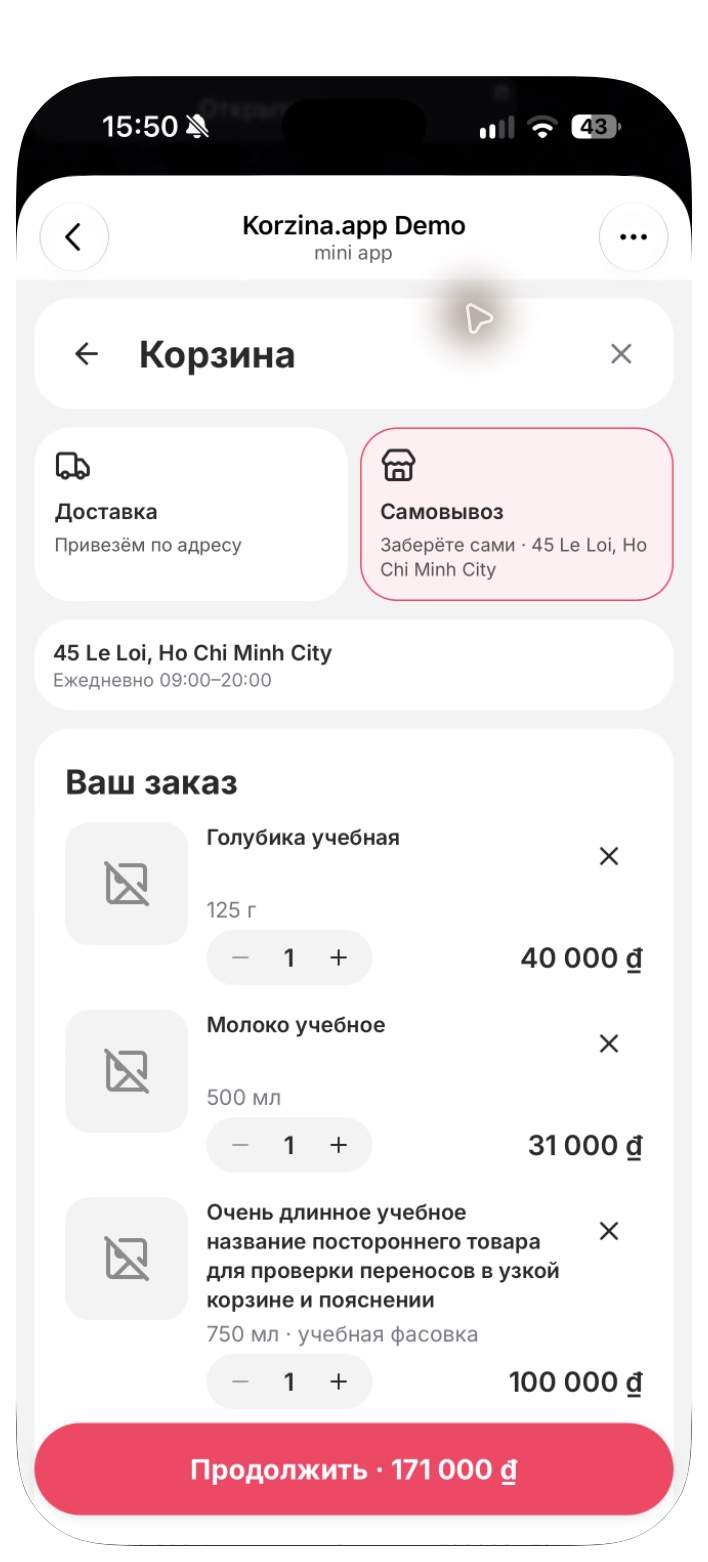 15:50
43
Korzina.app Demo
mini app
Корзина
Доставка
Привезём по адресу
Самовывоз
Заберёте сами · 45 Le Loi, Ho
Chi Minh City
45 Le Loi, Ho Chi Minh City
Ежедневно 09:00–20:00
Ваш заказ
Голубика учебная
125 г
1
40 000 ₫
Молоко учебное
500 мл
1
31 000 ₫
Очень длинное учебное
название постороннего товара
для проверки переносов в узкой
корзине и пояснении
750 мл · учебная фасовка
1
100 000 ₫
Продолжить · 171 000 ₫